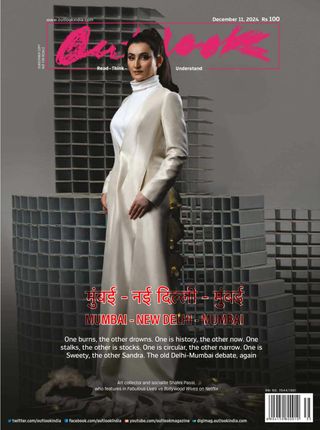 www.outlookindia.com
December 11, 2024 Rs 100
Outlook
Read - Think - Understand
मुंबई - नई दिल्ली - मुंबई
MUMBAI - NEW DELHI - MUMBAI
One burns, the other drowns. One is history, the other now. One
stalks, the other is stocks. One is circular, the other narrow. One is
Sweety, the other Sandra. The old Delhi-Mumbai debate, again
Art collector and socialite Shalini Passi
who features in Fabulous Lives vs Bollywood Wives on Netflix
twitter.com/outlookindia facebook.com/outlookindia youtube.com/outlookmagazine digimag.outlookindia.com